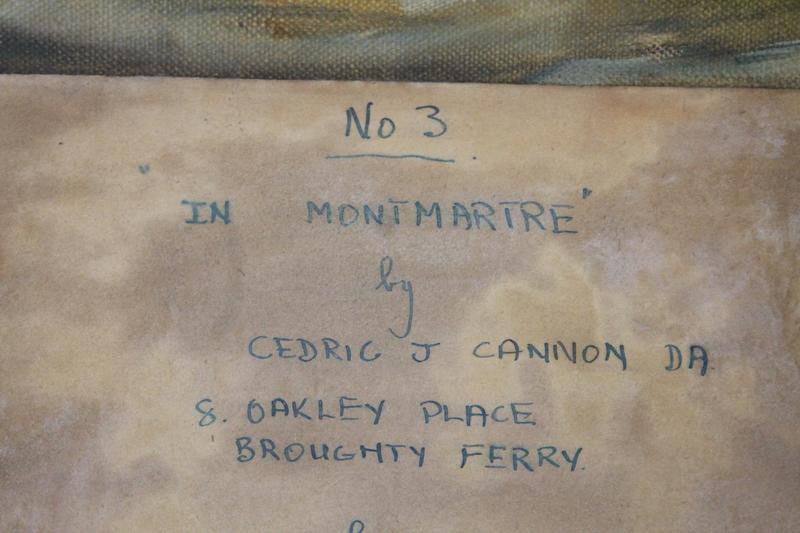 No 3
"IN MONTMARTRE"
by
CEDRIC J CANNON DA
8. OAKLEY PLACE
BROUGHTY FERRY.